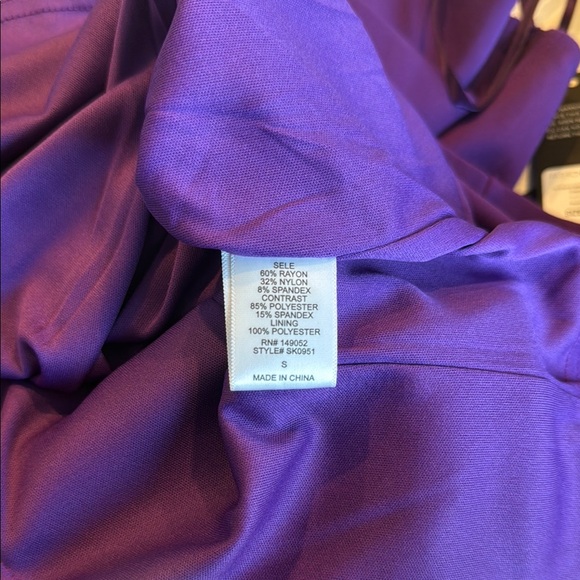 SELE
60% RAYON
32% NYLON
8% SPANDEX
CONTRAST
85% POLYESTER
15% SPANDEX
LINING
100% POLYESTER
RN# 149052
STYLE# SK0951
S
MADE IN CHINA